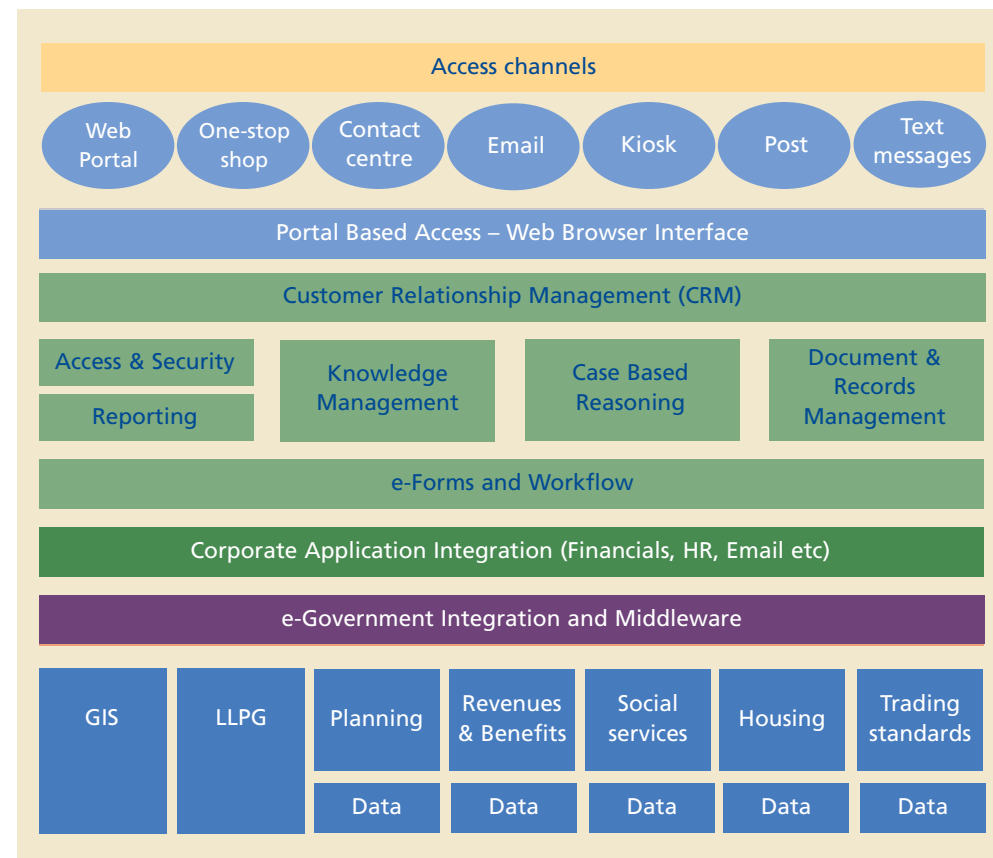 Access channels
Web
Portal
One-stop
shop
Contact
centre
Email
Kiosk
Post
Text
messages
Portal Based Access – Web Browser Interface
Customer Relationship Management (CRM)
Access & Security
Reporting
Knowledge
Management
Case Based
Reasoning
Document &
Records
Management
e-Forms and Workflow
Corporate Application Integration (Financials, HR, Email etc)
e-Government Integration and Middleware
GIS
LLPG
Planning
Revenues
& Benefits
Social
services
Housing
Trading
standards
Data
Data
Data
Data
Data